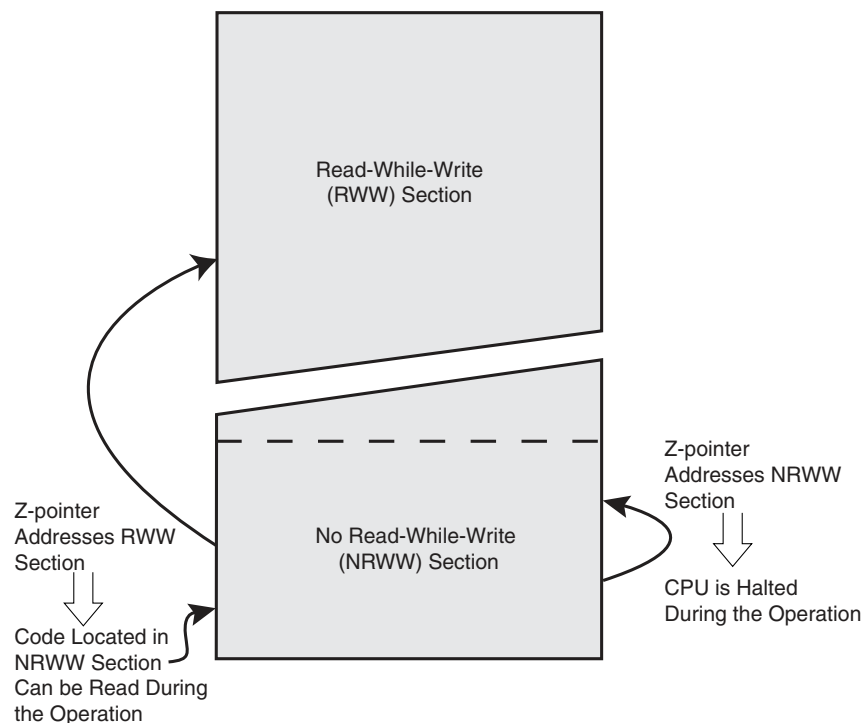 Read-While-Write
(RWW) Section
Z-pointer
Addresses NRWW
Section
Z-pointer
Addresses RWW
Section
No Read-While-Write
(NRWW) Section
CPU is Halted
During the Operation
Code Located in
NRWW Section
Can be Read During
the Operation